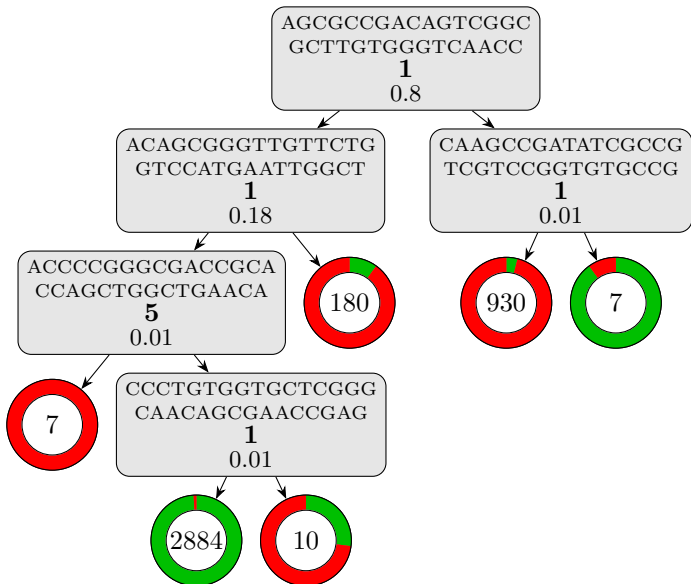 AGCGCCGACAGTCGGC
GCTTGTGGGTCAACC
1
0.8
ACAGCGGGTTGTTCTG
GTCCATGAATTGGCT
1
0.18
CAAGCCGATATCGCCG
TCGTCCGGTGTGCCG
1
0.01
ACCCCGGGCGACCGCA
CCAGCTGGCTGAACA
5
0.01
180
930
7
7
CCCTGTGGTGCTCGGG
CAACAGCGAACCGAG
1
0.01
2884
10